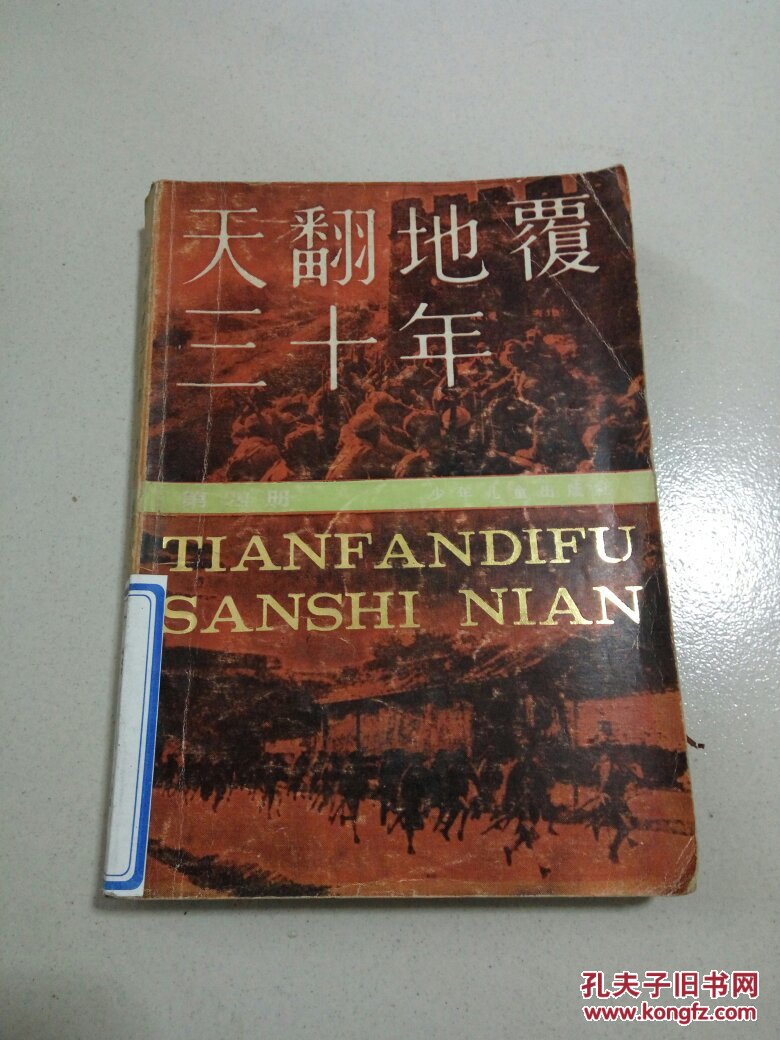 天翻地覆
三十年
第四册 少年儿童出版社
TIANFANDIFU
SANSHI NIAN
孔夫子旧书网
www.kongfz.com